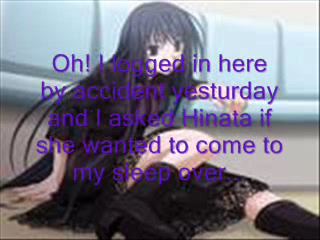 Oh! I logged in here
by accident yesturday
and I asked Hinata if
she wanted to come to
my sleep over